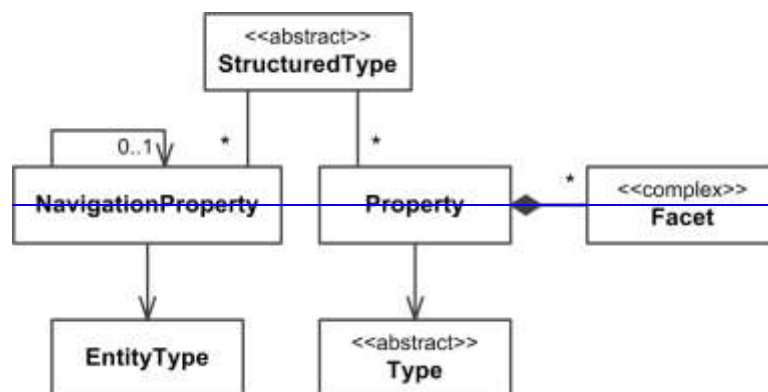 <<abstract>>
StructuredType
0..1
*
*
*
NavigationProperty
Property
<<complex>>
Facet
EntityType
<<abstract>>
Type